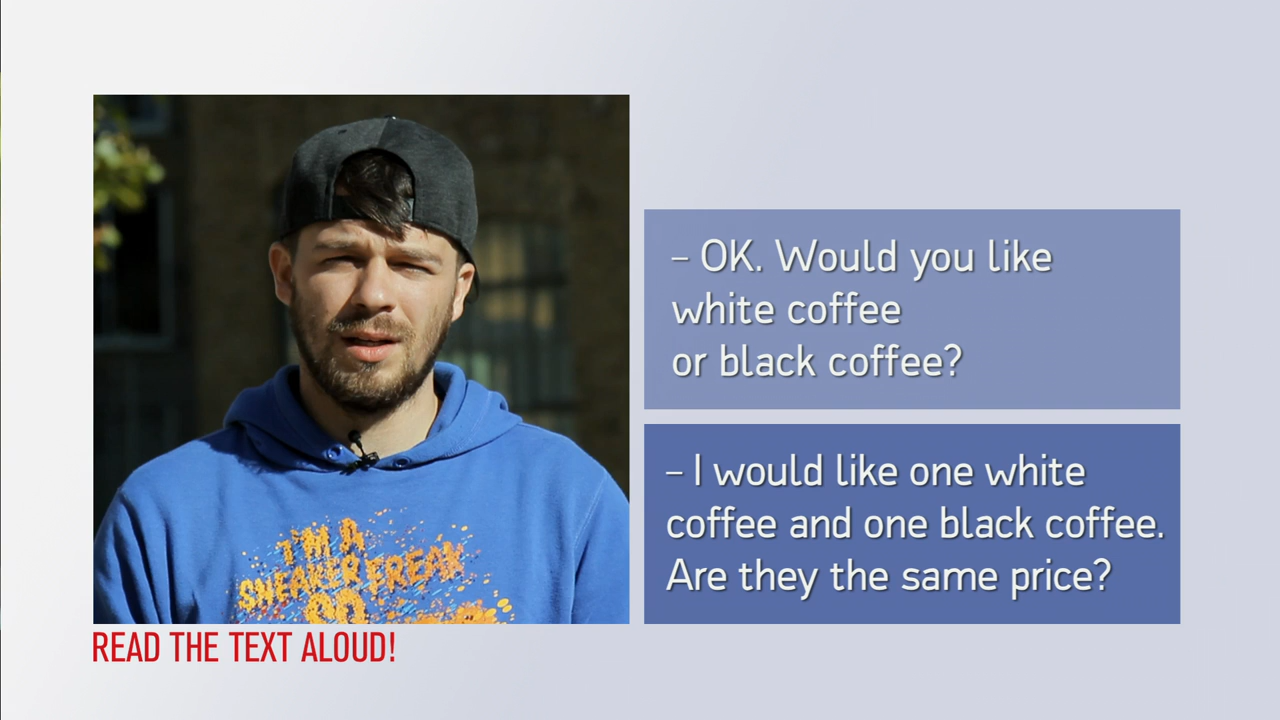 – OK. Would you like
white coffee
or black coffee?
– I would like one white
coffee and one black coffee.
Are they the same price?
I'M A
SNEAKER FREAK
READ THE TEXT ALOUD!